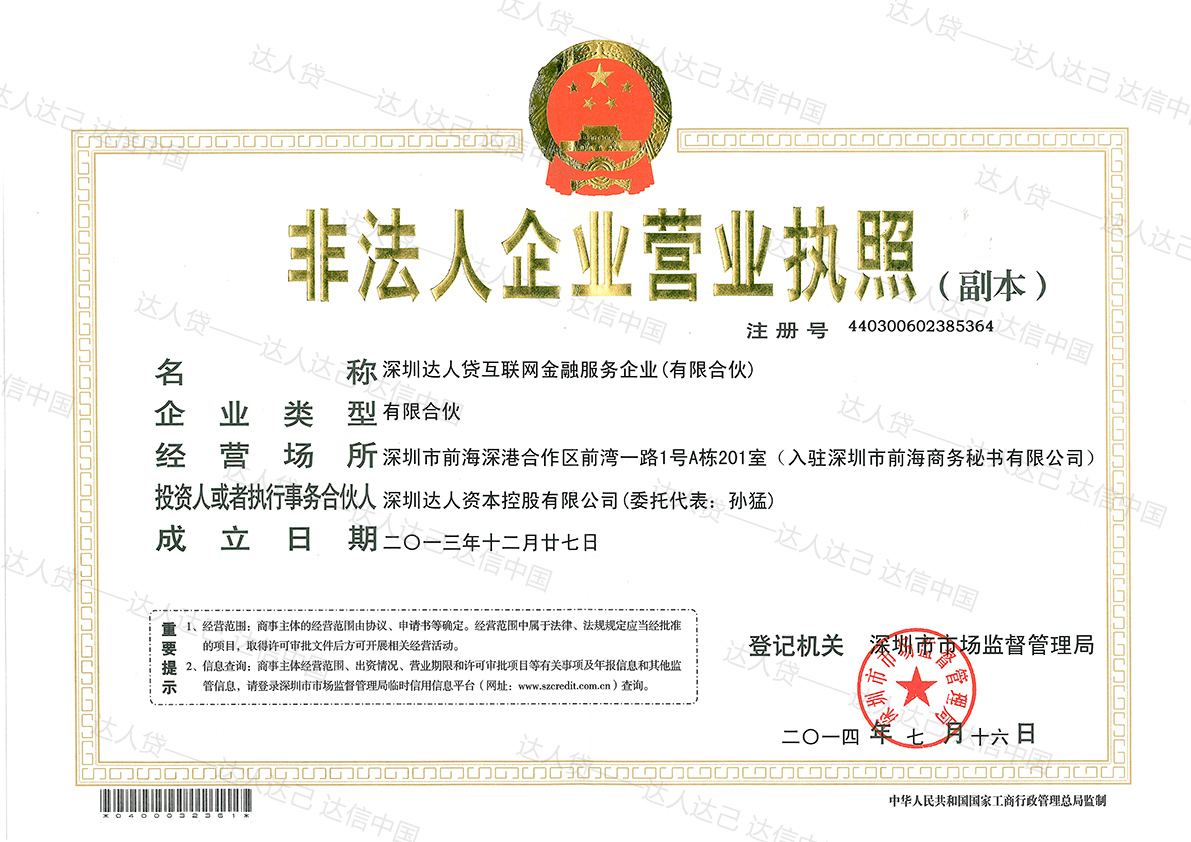 非法人企业营业执照（副本）
注册号 440300602385364
名称 深圳达人贷互联网金融服务企业(有限合伙)
企业类型 有限合伙
经营场所 深圳市前海深港合作区前湾一路1号A栋201室（入驻深圳市前海商务秘书有限公司）
投资人或者执行事务合伙人 深圳达人资本控股有限公司(委托代表：孙猛)
成立日期 二〇一三年十二月廿七日
重要提示
1、经营范围：商事主体的经营范围由协议、申请书等确定。经营范围中属于法律、法规规定应当经批准
的项目，取得许可审批文件后方可开展相关经营活动。
2、信息查询：商事主体经营范围、出资情况、营业期限和许可审批项目等有关事项及年报信息和其他监
管信息，请登录深圳市市场监督管理局临时信用信息平台（网址：www.szcredit.com.cn）查询。
登记机关 深圳市市场监督管理局
深圳市市场监督管理局
二〇一四年七月十六日
*0400032351*
中华人民共和国国家工商行政管理总局监制
达人贷——达人达己 达信中国